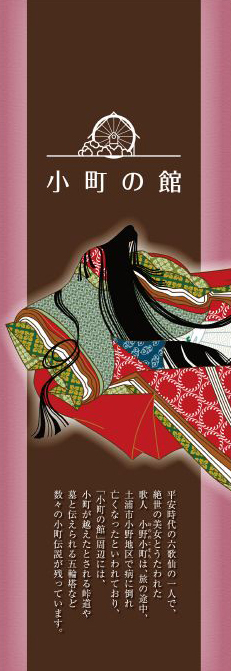 小町の館
平安時代の六歌仙の一人で、
絶世の美女とうたわれた
歌人 小野小町は、旅の途中、
土浦市小野地区で病に倒れ
亡くなったといわれており、
「小町の館」周辺には、
小町が越えたとされる峠道や
墓と伝えられる五輪塔など
数々の小町伝説が残っています。